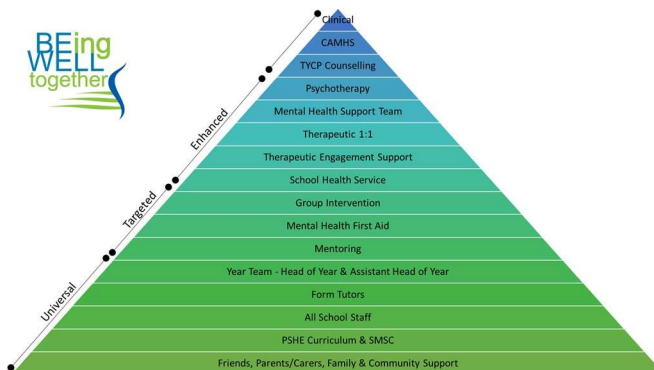 BEing
WELL
together
Clinical
CAMHS
TYCP Counselling
Psychotherapy
Mental Health Support Team
Therapeutic 1:1
Therapeutic Engagement Support
School Health Service
Group Intervention
Mental Health First Aid
Mentoring
Year Team - Head of Year & Assistant Head of Year
Form Tutors
All School Staff
PSHE Curriculum & SMSC
Friends, Parents/Carers, Family & Community Support
Enhanced
Targeted
Universal